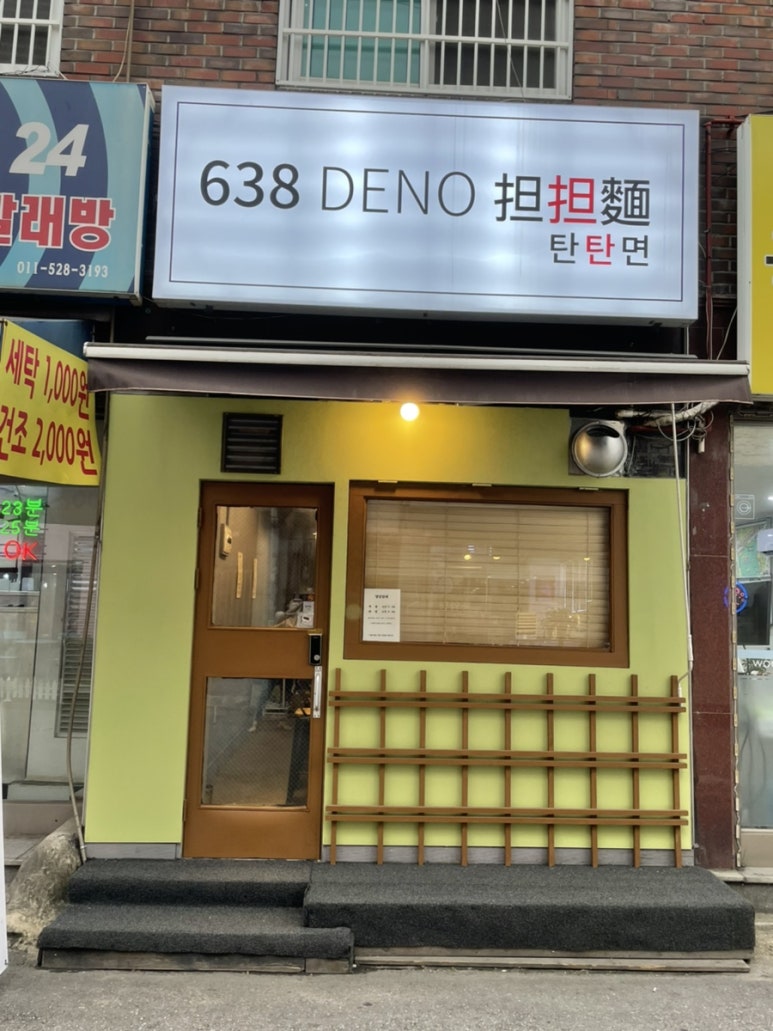 638 DENO 担担麵
탄탄면
24
래방
011-528-3193
세탁 1,000원
건조 2,000원
23분
25분
OK